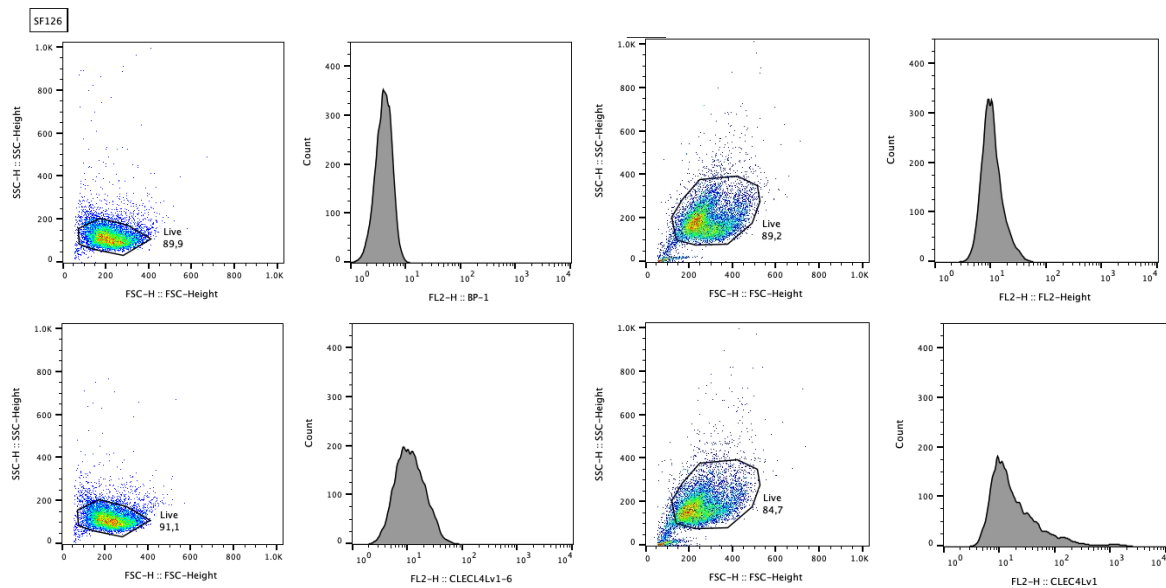 SF126
1.0K
800
600
400
200
0
SSC-H :: SSC-Height
Live
89,9
0 200 400 600 800 1.0K
FSC-H :: FSC-Height
400
300
200
100
0
Count
10^0 10^1 10^2 10^3 10^4
FL2-H :: BP-1
1.0K
800
600
400
200
0
SSC-H :: SSC-Height
Live
89,2
0 200 400 600 800 1.0K
FSC-H :: FSC-Height
400
300
200
100
0
Count
10^0 10^1 10^2 10^3 10^4
FL2-H :: FL2-Height
1.0K
800
600
400
200
0
SSC-H :: SSC-Height
Live
91,1
0 200 400 600 800 1.0K
FSC-H :: FSC-Height
400
300
200
100
0
Count
10^0 10^1 10^2 10^3 10^4
FL2-H :: CLECL4Lv1-6
1.0K
800
600
400
200
0
SSC-H :: SSC-Height
Live
84,7
0 200 400 600 800 1.0K
FSC-H :: FSC-Height
400
300
200
100
0
Count
10^0 10^1 10^2 10^3 10^4
FL2-H :: CLEC4Lv1